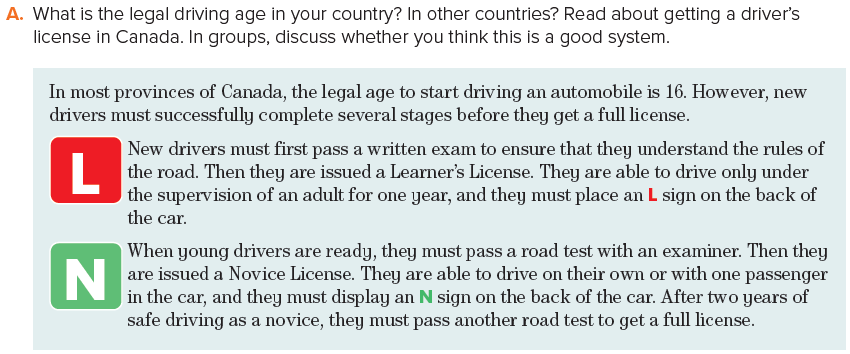 A. What is the legal driving age in your country? In other countries? Read about getting a driver's
license in Canada. In groups, discuss whether you think this is a good system.
In most provinces of Canada, the legal age to start driving an automobile is 16. However, new
drivers must successfully complete several stages before they get a full license.
L
New drivers must first pass a written exam to ensure that they understand the rules of
the road. Then they are issued a Learner's License. They are able to drive only under
the supervision of an adult for one year, and they must place an L sign on the back of
the car.
N
When young drivers are ready, they must pass a road test with an examiner. Then they
are issued a Novice License. They are able to drive on their own or with one passenger
in the car, and they must display an N sign on the back of the car. After two years of
safe driving as a novice, they must pass another road test to get a full license.